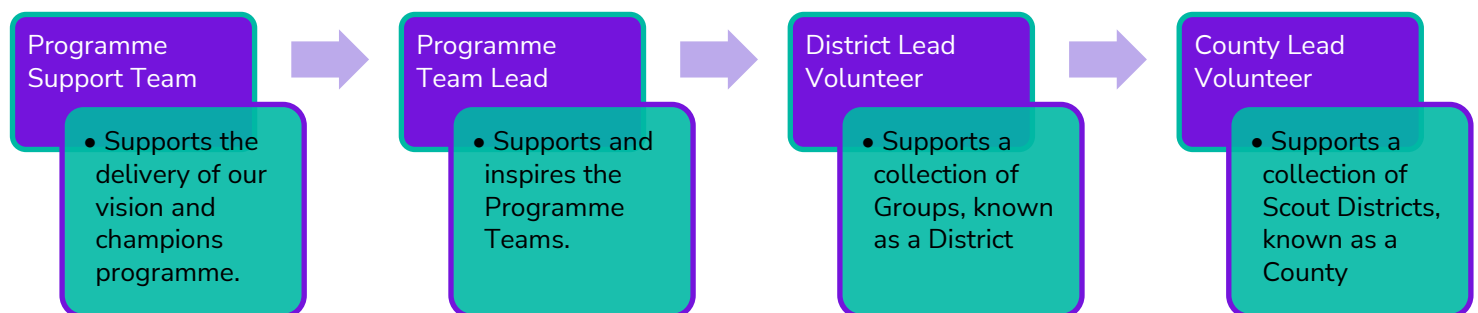 Programme
Support Team
• Supports the
delivery of our
vision and
champions
programme.
Programme
Team Lead
• Supports and
inspires the
Programme
Teams.
District Lead
Volunteer
• Supports a
collection of
Groups, known
as a District
County Lead
Volunteer
• Supports a
collection of
Scout Districts,
known as a
County